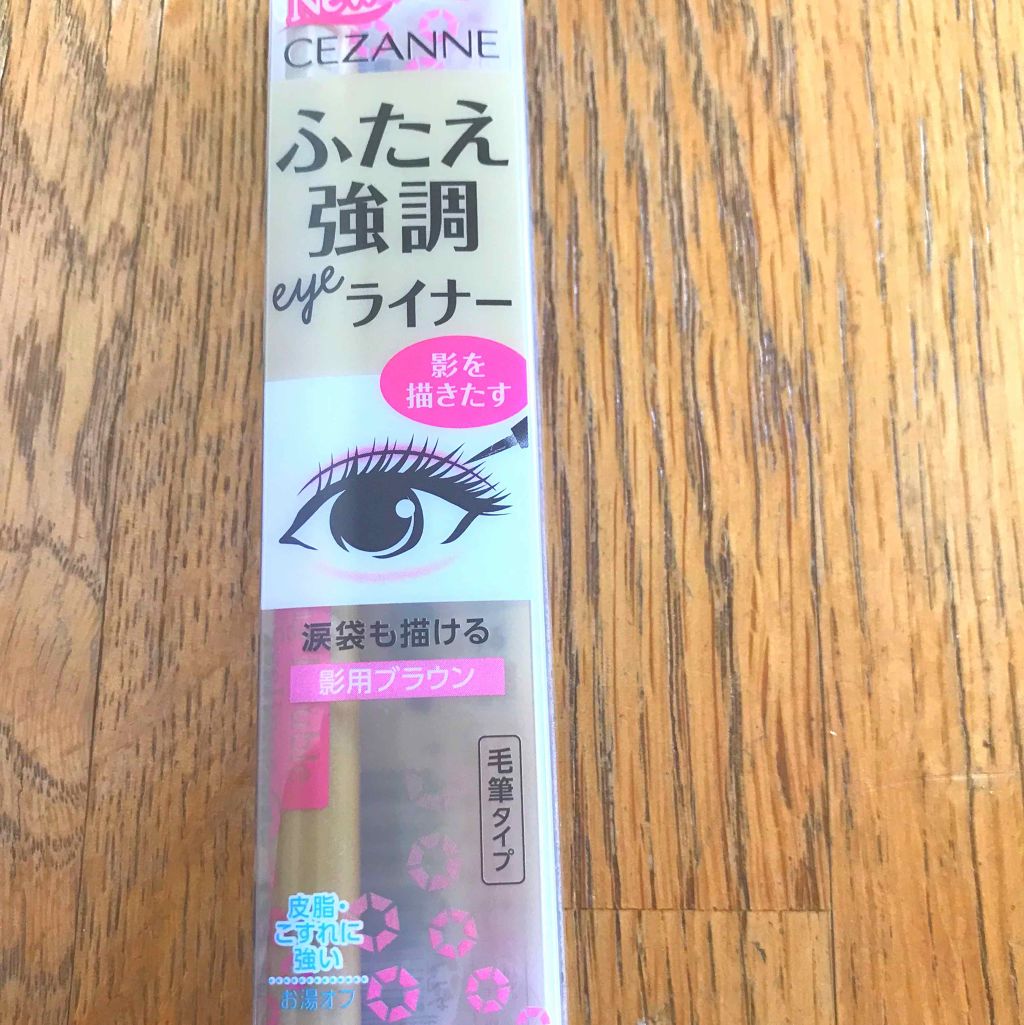 New
CEZANNE
ふたえ
強調
eye ライナー
影を
描きたす
涙袋も描ける
影用ブラウン
毛筆タイプ
皮脂・
こすれに
強い
お湯オフ